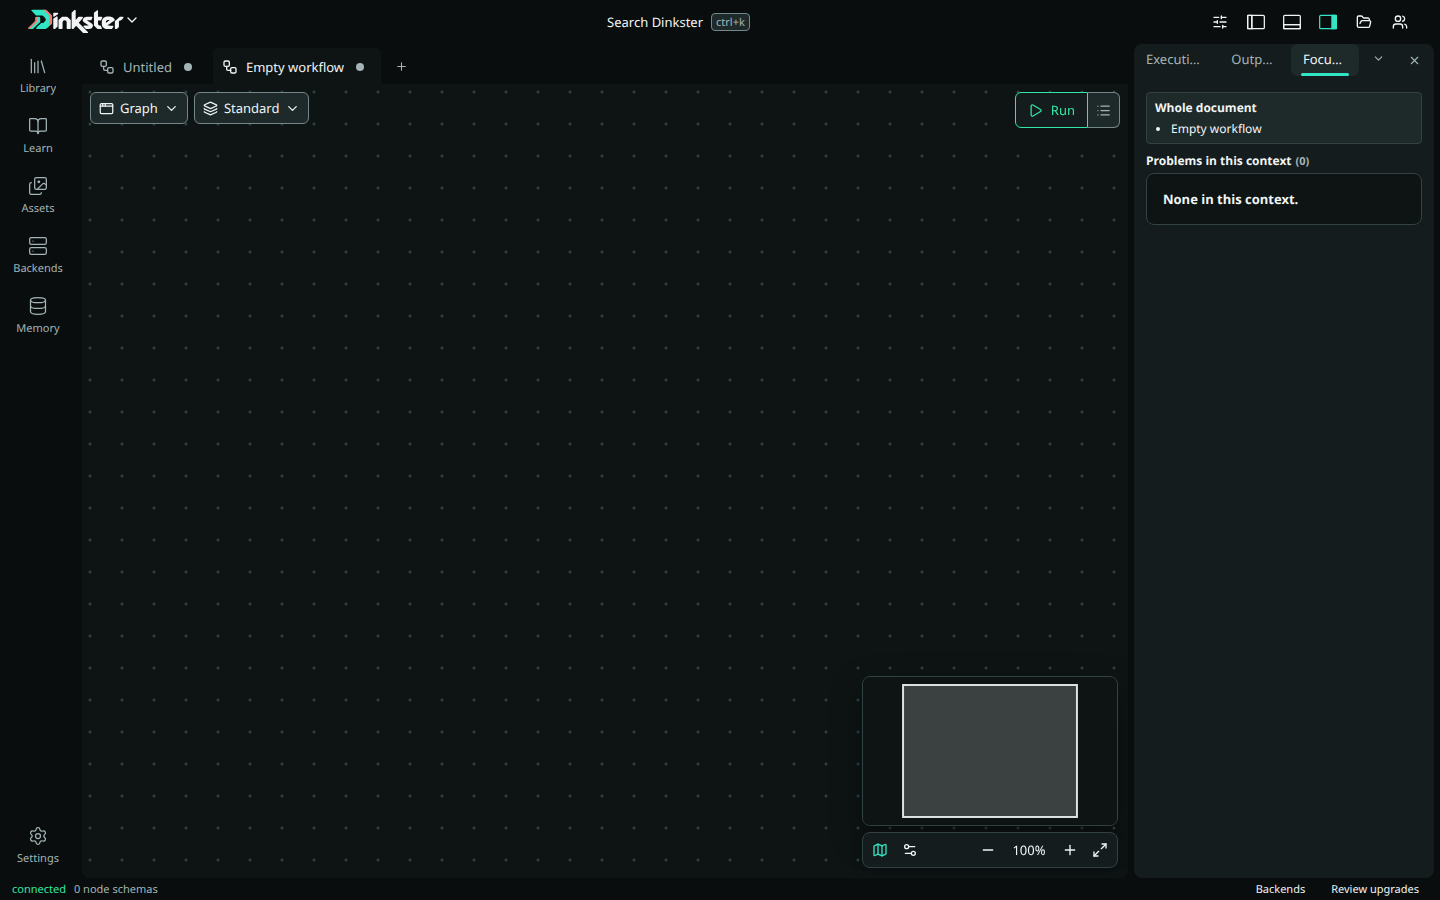 Dinkster
Search Dinkster ctrl+k
Library
Learn
Assets
Backends
Memory
Settings
Untitled
Empty workflow
Graph
Standard
Run
100%
Executi...
Outp...
Focu...
Whole document
• Empty workflow
Problems in this context (0)
None in this context.
connected 0 node schemas
Backends
Review upgrades